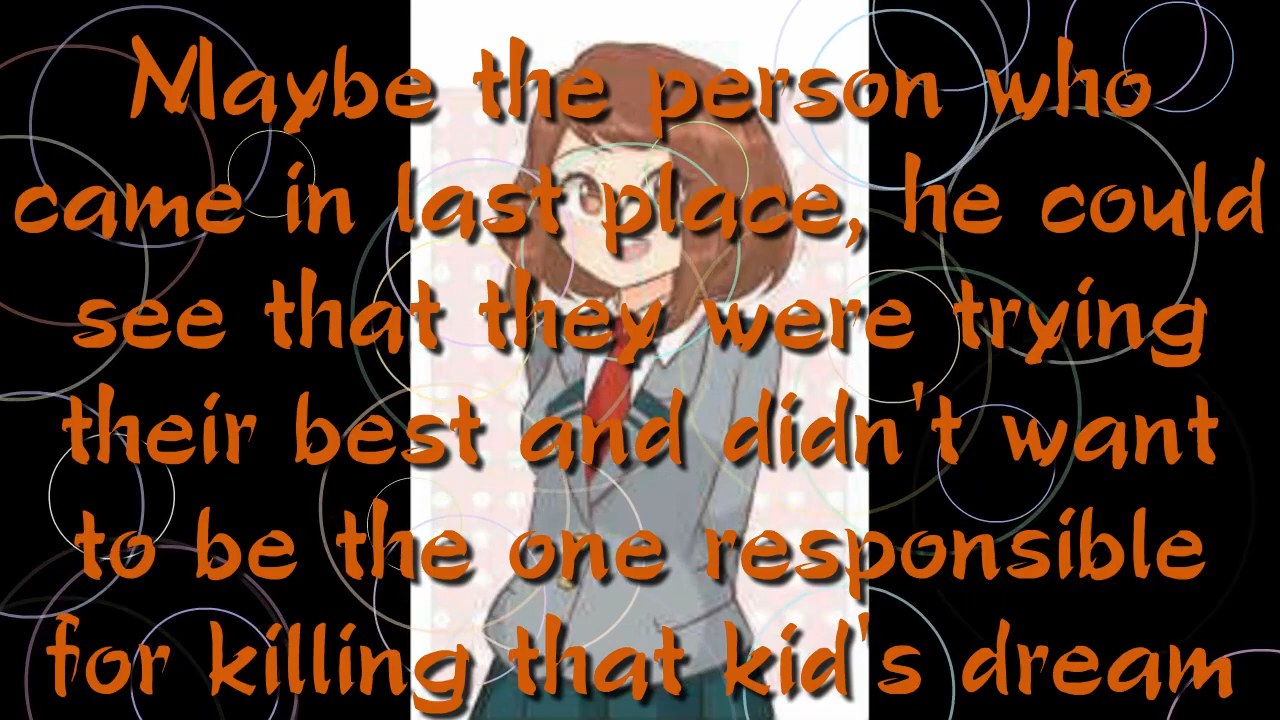 Maybe the person who
came in last place, he could
see that they were trying
their best and didn't want
to be the one responsible
for killing that kid's dream